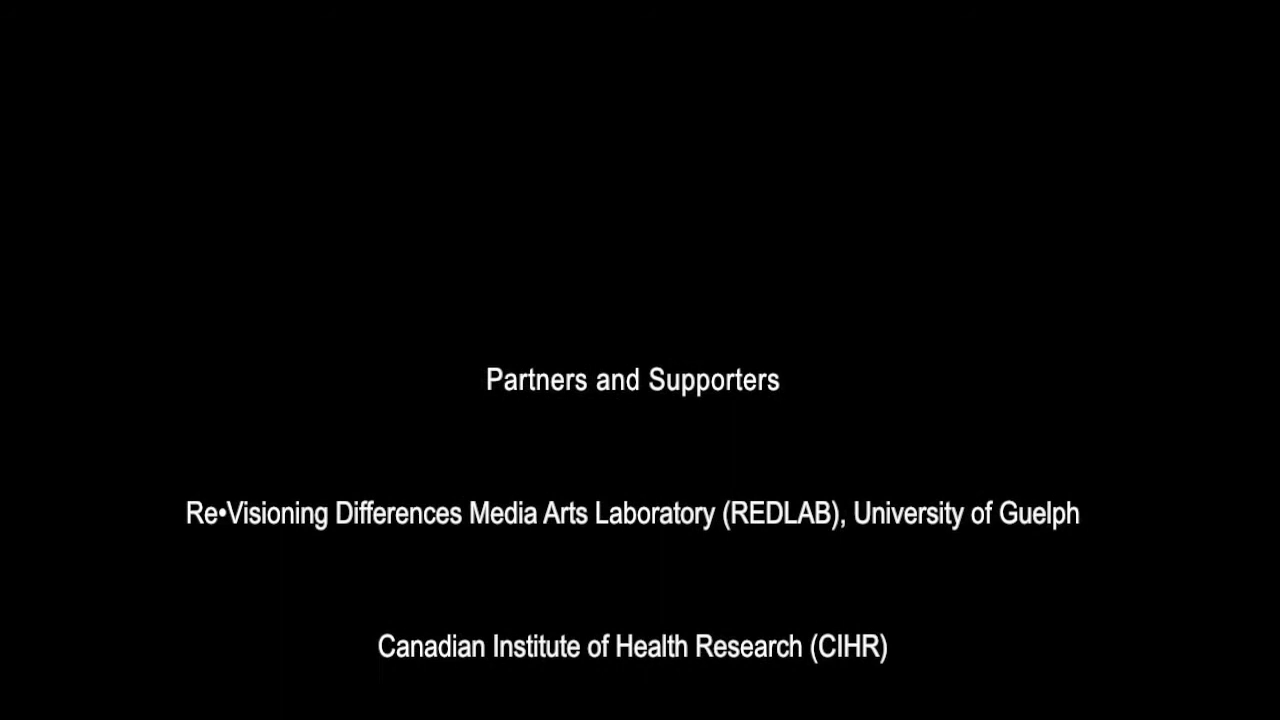 Partners and Supporters
Re•Visioning Differences Media Arts Laboratory (REDLAB), University of Guelph
Canadian Institute of Health Research (CIHR)